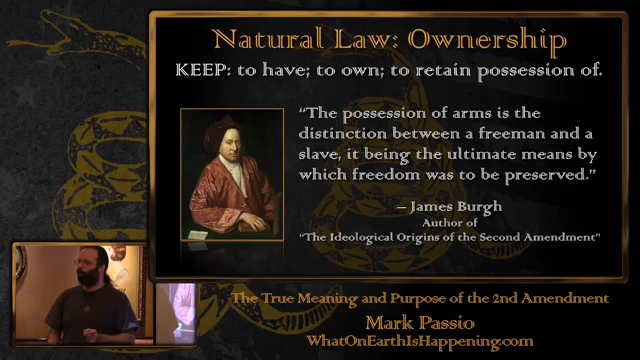 Natural Law: Ownership
KEEP: to have; to own; to retain possession of.
“The possession of arms is the
distinction between a freeman and a
slave, it being the ultimate means by
which freedom was to be preserved.”
– James Burgh
Author of
“The Ideological Origins of the Second Amendment”
The True Meaning and Purpose of the 2nd Amendment
Mark Passio
WhatOnEarthIsHappening.com